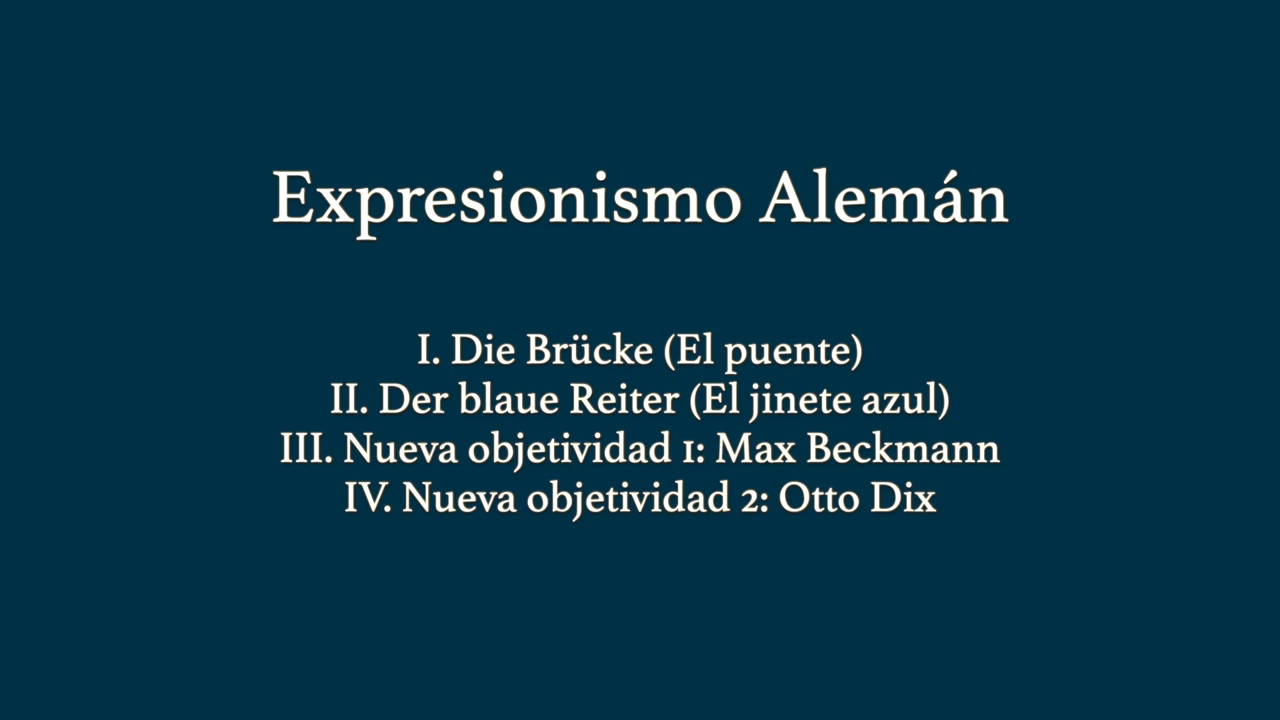 Expresionismo Alemán
I. Die Brücke (El puente)
II. Der blaue Reiter (El jinete azul)
III. Nueva objetividad 1: Max Beckmann
IV. Nueva objetividad 2: Otto Dix